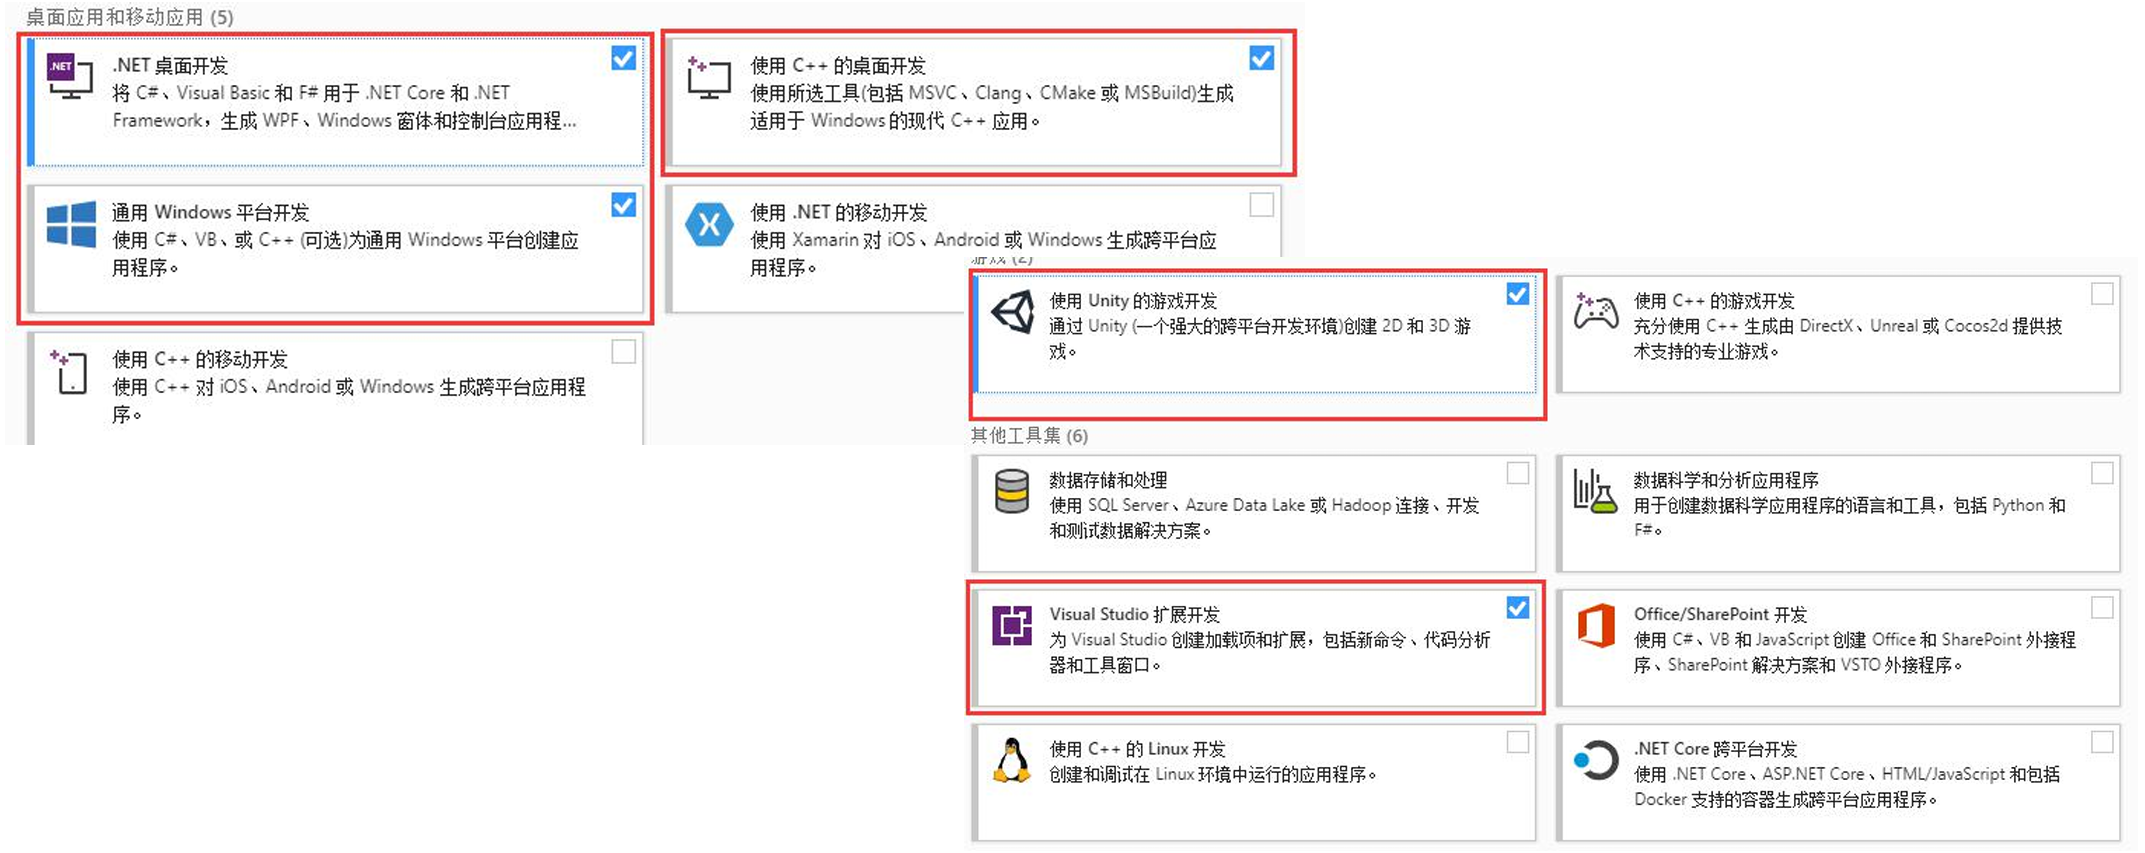 桌面应用和移动应用 (5)
.NET 桌面开发
将 C#、Visual Basic 和 F# 用于 .NET Core 和 .NET
Framework，生成 WPF、Windows 窗体和控制台应用程...
使用 C++ 的桌面开发
使用所选工具(包括 MSVC、Clang、CMake 或 MSBuild)生成
适用于 Windows 的现代 C++ 应用。
通用 Windows 平台开发
使用 C#、VB、或 C++ (可选)为通用 Windows 平台创建应
用程序。
使用 .NET 的移动开发
使用 Xamarin 对 iOS、Android 或 Windows 生成跨平台应
用程序。
使用 C++ 的移动开发
使用 C++ 对 iOS、Android 或 Windows 生成跨平台应用程
序。
游戏 (2)
使用 Unity 的游戏开发
通过 Unity (一个强大的跨平台开发环境)创建 2D 和 3D 游
戏。
使用 C++ 的游戏开发
充分使用 C++ 生成由 DirectX、Unreal 或 Cocos2d 提供技
术支持的专业游戏。
其他工具集 (6)
数据存储和处理
使用 SQL Server、Azure Data Lake 或 Hadoop 连接、开发
和测试数据解决方案。
数据科学和分析应用程序
用于创建数据科学应用程序的语言和工具，包括 Python 和
F#。
Visual Studio 扩展开发
为 Visual Studio 创建加载项和扩展，包括新命令、代码分析
器和工具窗口。
Office/SharePoint 开发
使用 C#、VB 和 JavaScript 创建 Office 和 SharePoint 外接程
序、SharePoint 解决方案和 VSTO 外接程序。
使用 C++ 的 Linux 开发
创建和调试在 Linux 环境中运行的应用程序。
.NET Core 跨平台开发
使用 .NET Core、ASP.NET Core、HTML/JavaScript 和包括
Docker 支持的容器生成跨平台应用程序。